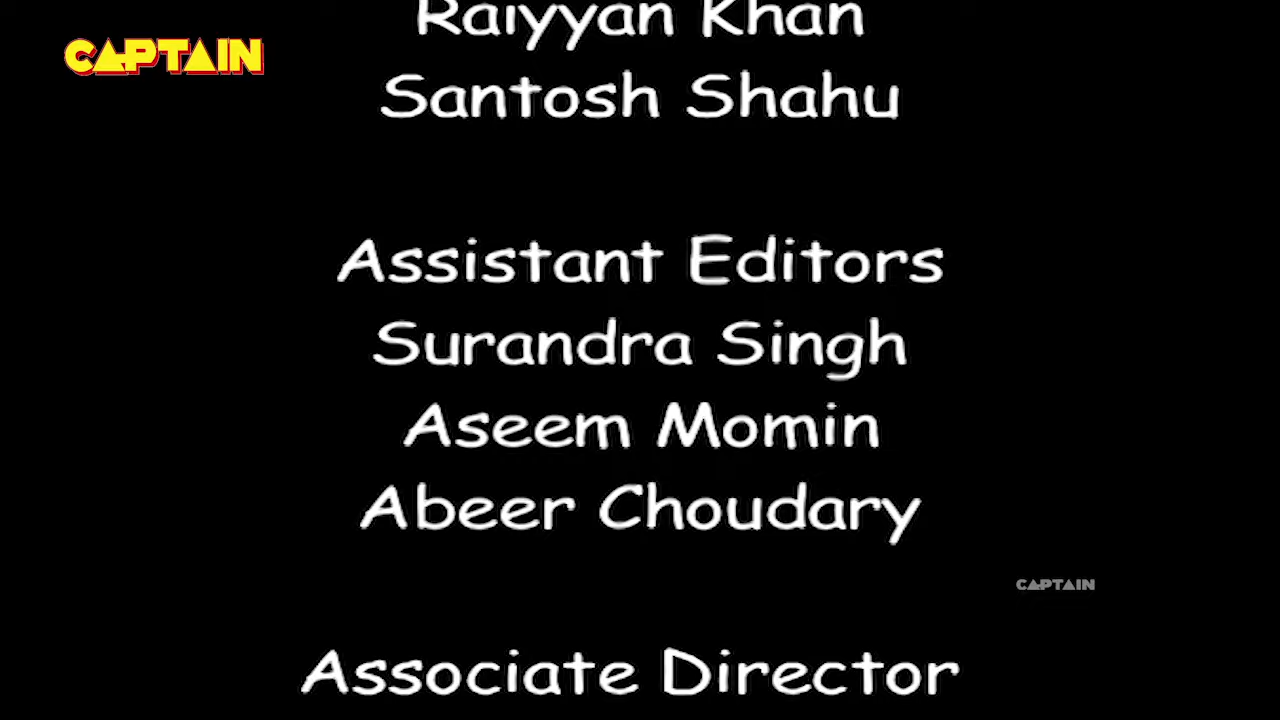 Raiyyan Khan
CAPTAIN
Santosh Shahu
Assistant Editors
Surandra Singh
Aseem Momin
Abeer Choudary
CAPTAIN
Associate Director